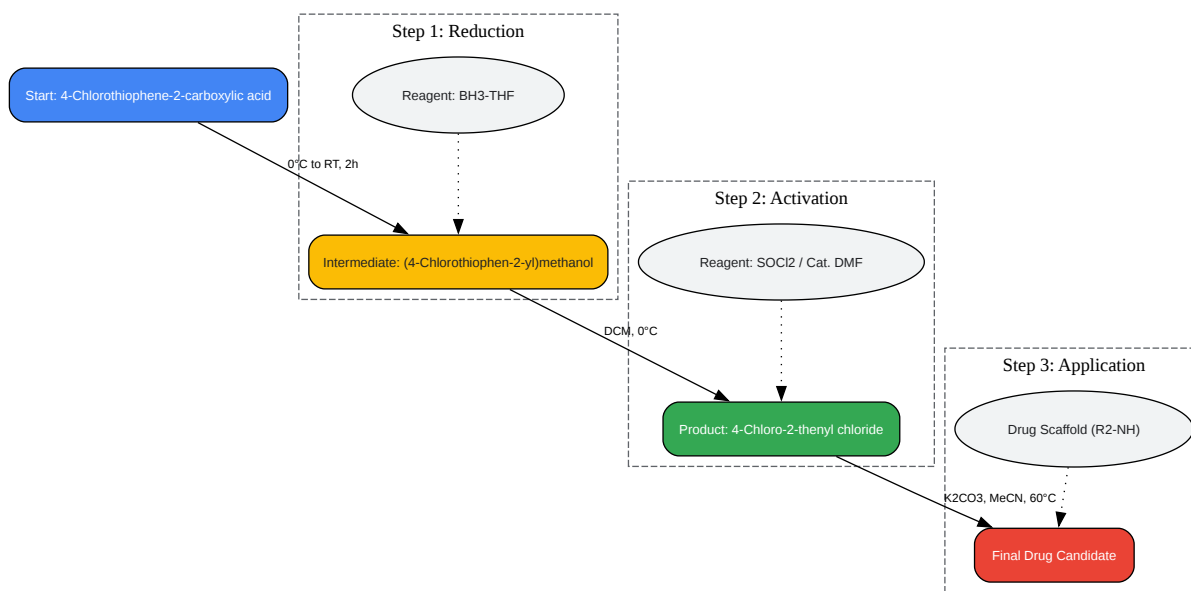 Step 1: Reduction
Reagent: BH3-THF
Start: 4-Chlorothiophene-2-carboxylic acid
0°C to RT, 2h
Intermediate: (4-Chlorothiophen-2-yl)methanol
Step 2: Activation
Reagent: SOCl2 / Cat. DMF
DCM, 0°C
Product: 4-Chloro-2-thenyl chloride
Step 3: Application
Drug Scaffold (R2-NH)
K2CO3, MeCN, 60°C
Final Drug Candidate